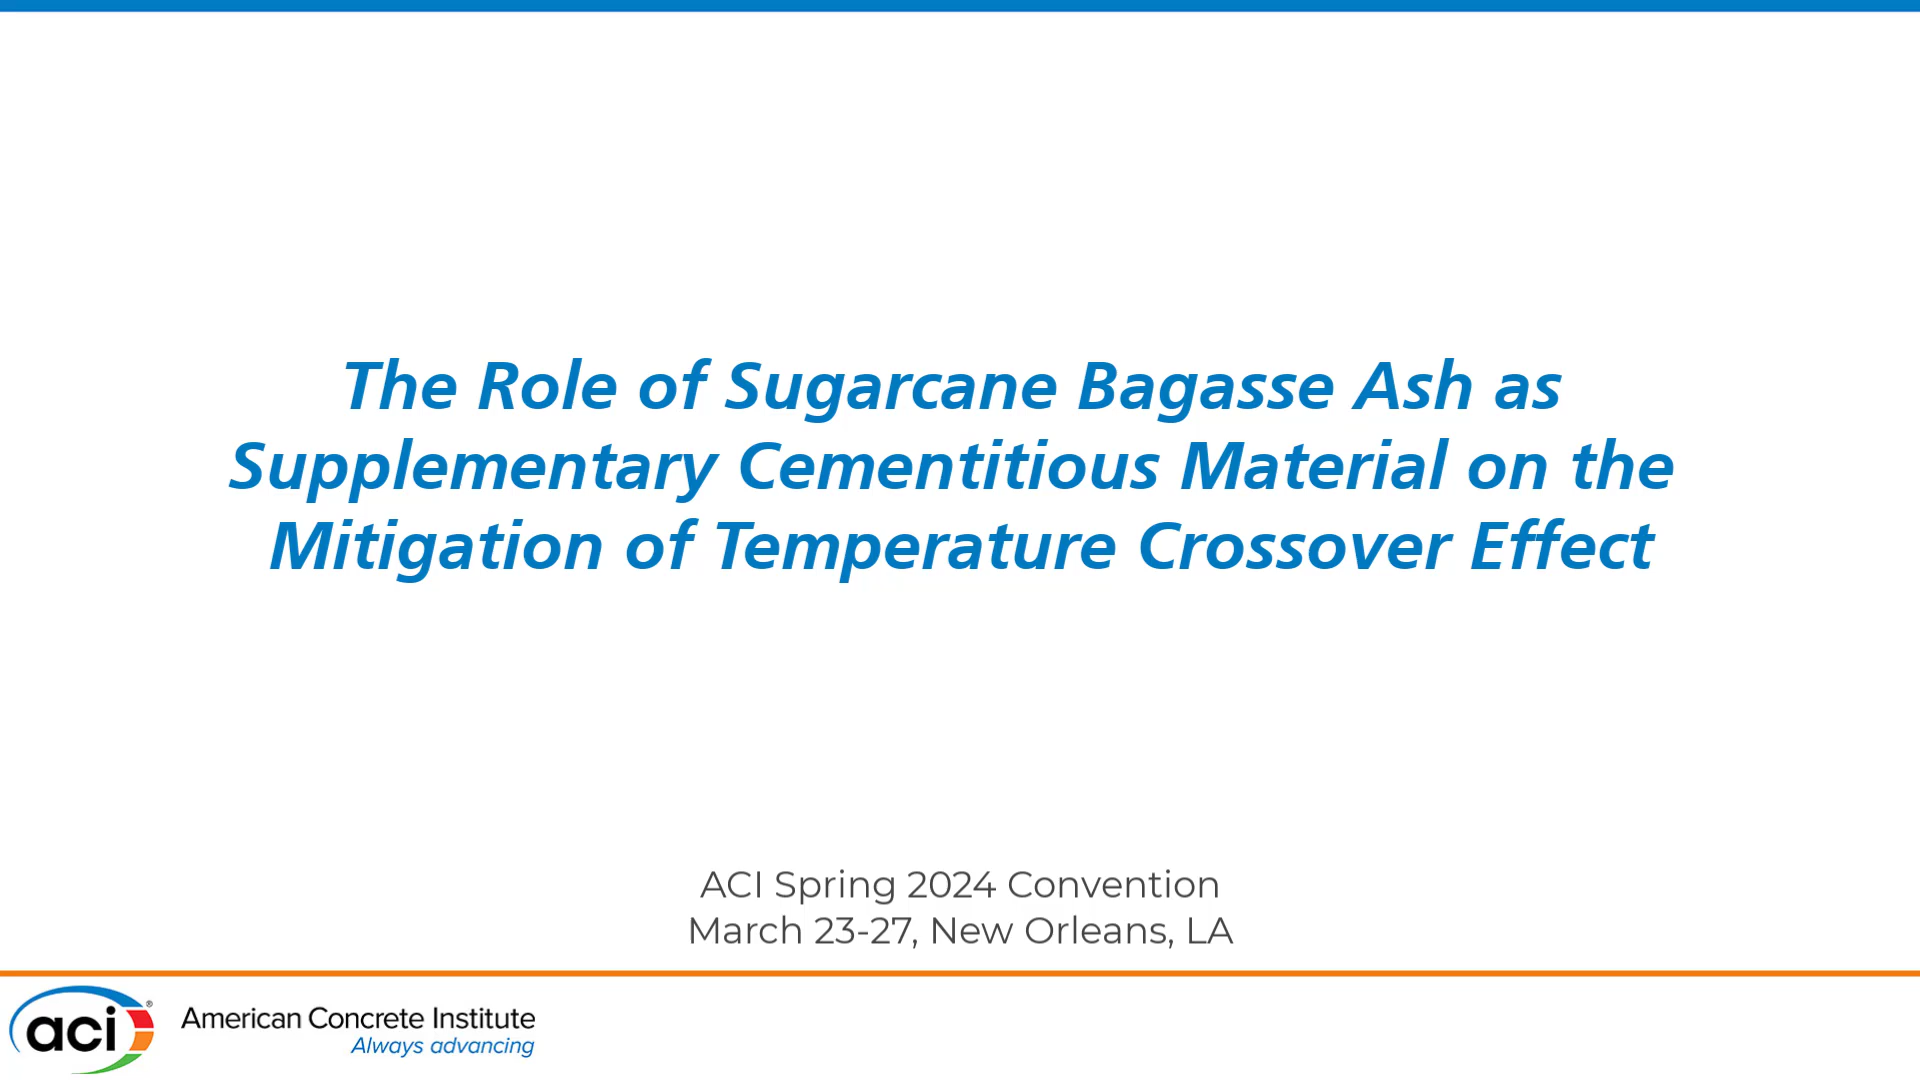 The Role of Sugarcane Bagasse Ash as
Supplementary Cementitious Material on the
Mitigation of Temperature Crossover Effect
ACI Spring 2024 Convention
March 23-27, New Orleans, LA
aci®
American Concrete Institute
Always advancing